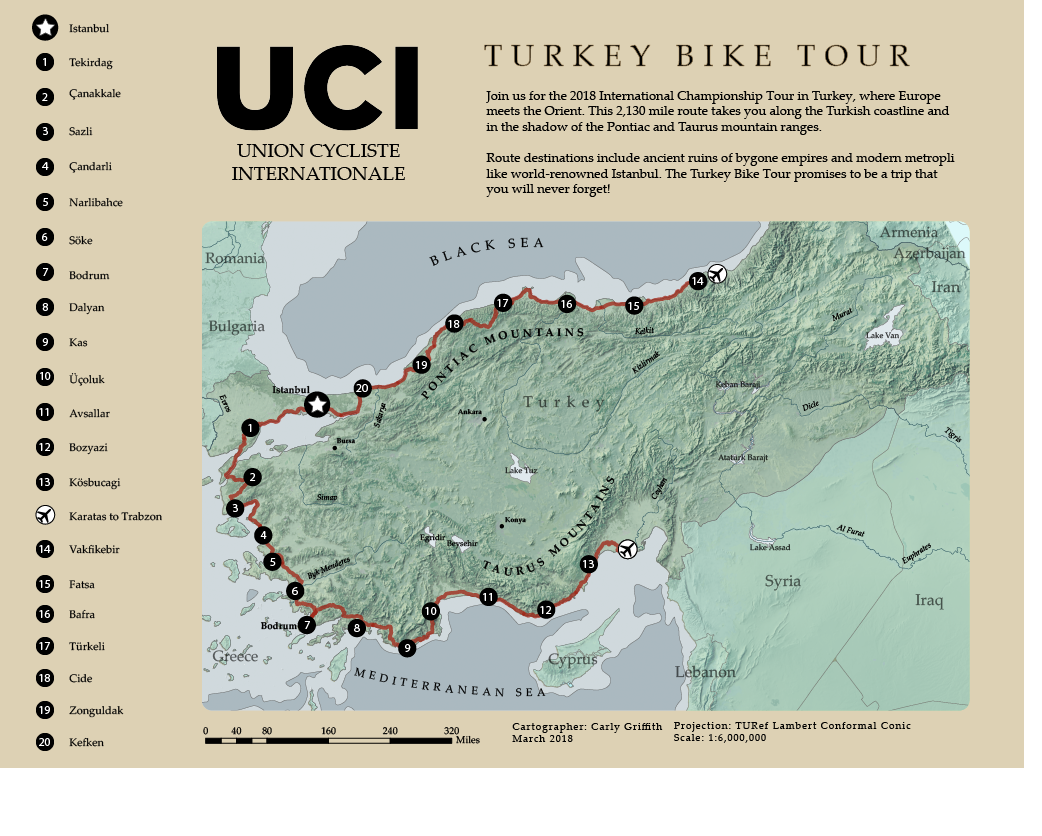 Istanbul
1 Tekirdag
2 Çanakkale
3 Sazli
4 Çandarli
5 Narlibahce
6 Söke
7 Bodrum
8 Dalyan
9 Kas
10 Üçoluk
11 Avsallar
12 Bozyazi
13 Kösbucagi
Karatas to Trabzon
14 Vakfikebir
15 Fatsa
16 Bafra
17 Türkeli
18 Cide
19 Zonguldak
20 Kefken
UCI
UNION CYCLISTE
INTERNATIONALE
TURKEY BIKE TOUR
Join us for the 2018 International Championship Tour in Turkey, where Europe
meets the Orient. This 2,130 mile route takes you along the Turkish coastline and
in the shadow of the Pontiac and Taurus mountain ranges.
Route destinations include ancient ruins of bygone empires and modern metropli
like world-renowned Istanbul. The Turkey Bike Tour promises to be a trip that
you will never forget!
Romania
BLACK SEA
Armenia
Azerbaijan
Iran
14
17
16
15
Bulgaria
18
PONTIAC MOUNTAINS
Kelkit
Murat
Lake Van
19
Kizilirmak
20
Istanbul
Keban Baraji
Evros
Sakarya
Ankara
Turkey
Dicle
1
Bursa
Tigris
2
Lake Tuz
Ataturk Barajt
Simav
Ceyhan
3
Konya
4
Egridir
Beysehir
Al Furat
Lake Assad
Euphrates
5
Byk Menderes
TAURUS MOUNTAINS
13
6
Syria
11
Iraq
10
12
Bodrum 7
8
9
Greece
Cyprus
Lebanon
MEDITERRANEAN SEA
0 40 80 160 240 320
Miles
Cartographer: Carly Griffith
March 2018
Projection: TURef Lambert Conformal Conic
Scale: 1:6,000,000